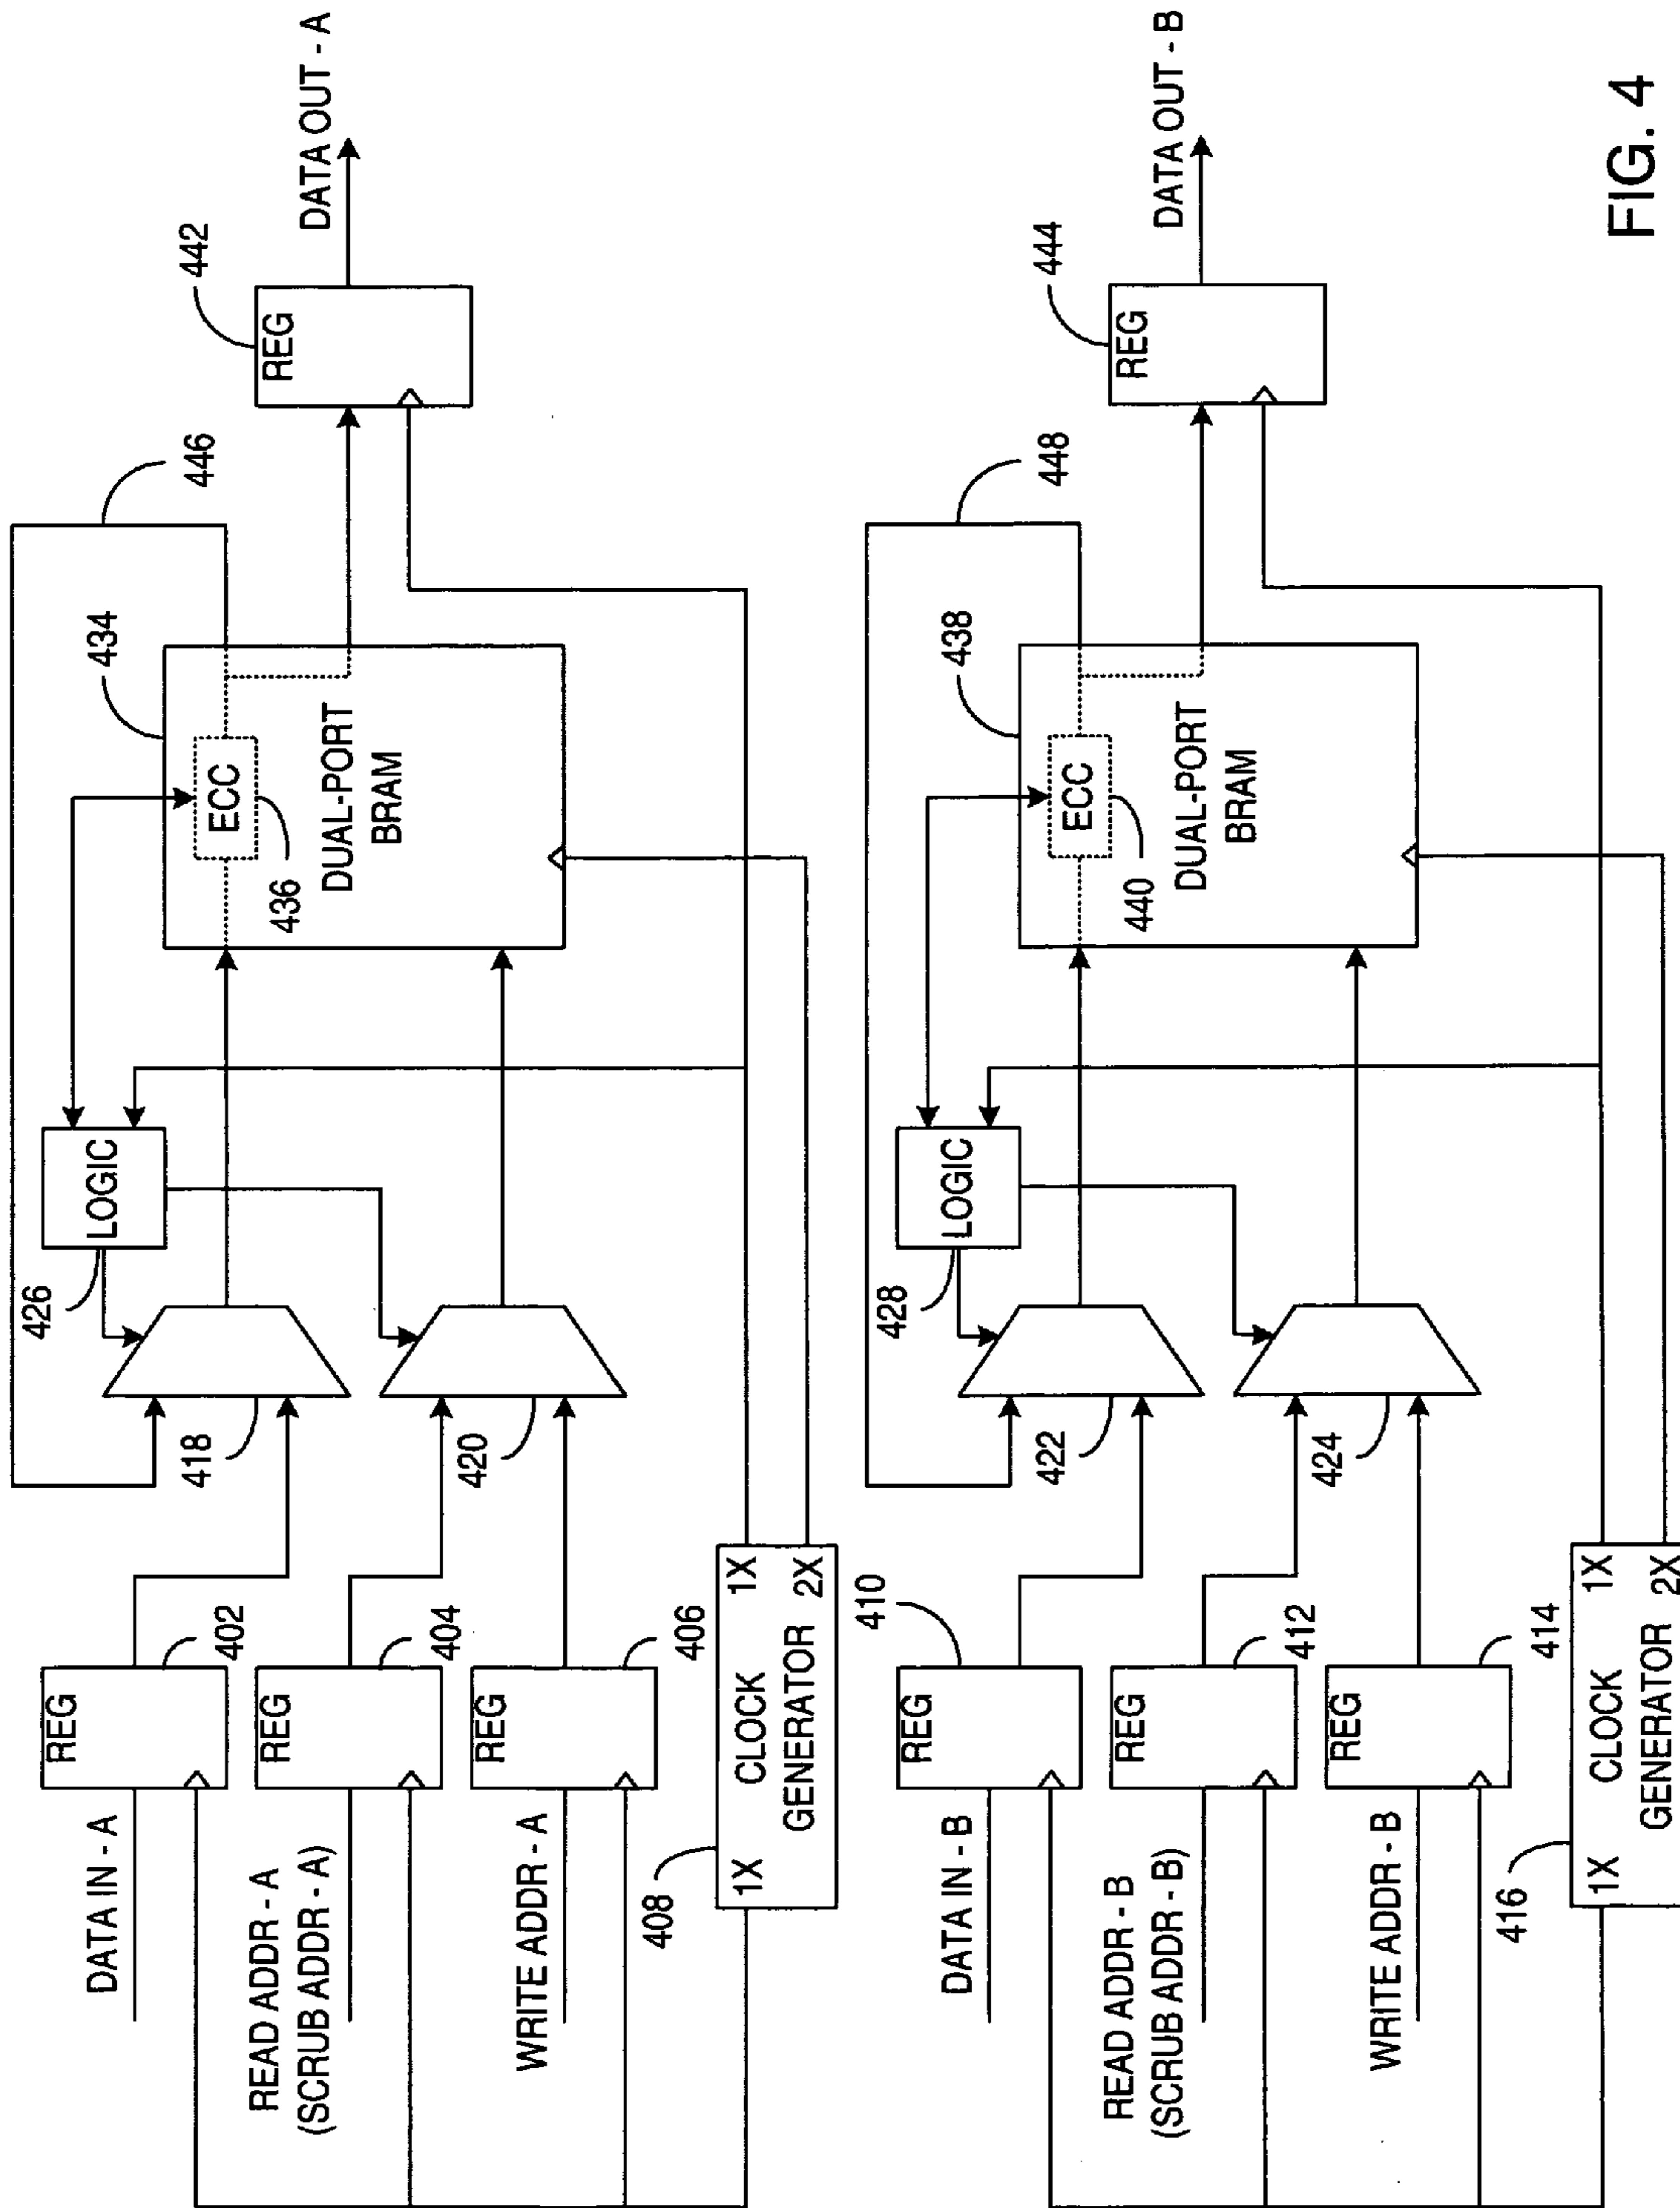 DATA IN - A
REG
402
READ ADDR - A
(SCRUB ADDR - A)
REG
404
WRITE ADDR - A
REG
406
408
1X
CLOCK
GENERATOR
1X
2X
418
420
426
LOGIC
434
ECC
436
DUAL-PORT
BRAM
446
442
REG
DATA OUT - A
DATA IN - B
REG
410
READ ADDR - B
(SCRUB ADDR - B)
REG
412
WRITE ADDR - B
REG
414
416
1X
CLOCK
GENERATOR
1X
2X
422
424
428
LOGIC
438
ECC
440
DUAL-PORT
BRAM
448
444
REG
DATA OUT - B
FIG. 4